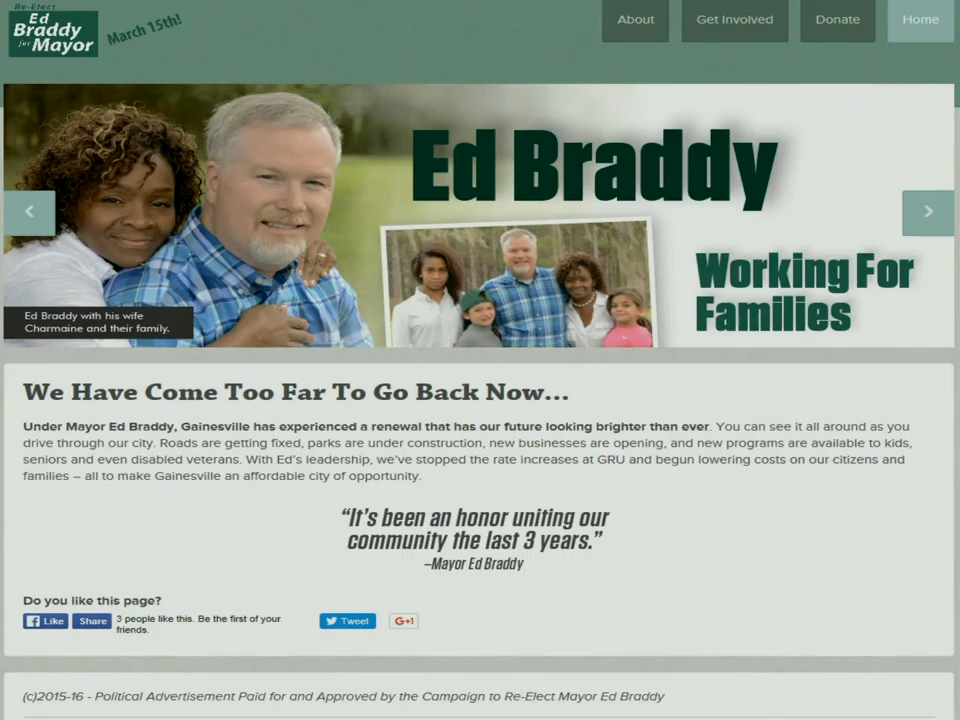 Re-Elect
Ed
Braddy
for Mayor
March 15th!
About
Get Involved
Donate
Home
Ed Braddy
Working For
Families
Ed Braddy with his wife
Charmaine and their family.
We Have Come Too Far To Go Back Now...
Under Mayor Ed Braddy, Gainesville has experienced a renewal that has our future looking brighter than ever. You can see it all around as you
drive through our city. Roads are getting fixed, parks are under construction, new businesses are opening, and new programs are available to kids,
seniors and even disabled veterans. With Ed’s leadership, we’ve stopped the rate increases at GRU and begun lowering costs on our citizens and
families – all to make Gainesville an affordable city of opportunity.
“It’s been an honor uniting our
community the last 3 years.”
–Mayor Ed Braddy
Do you like this page?
Like
Share
3 people like this. Be the first of your
friends.
Tweet
G+1
(c)2015-16 - Political Advertisement Paid for and Approved by the Campaign to Re-Elect Mayor Ed Braddy